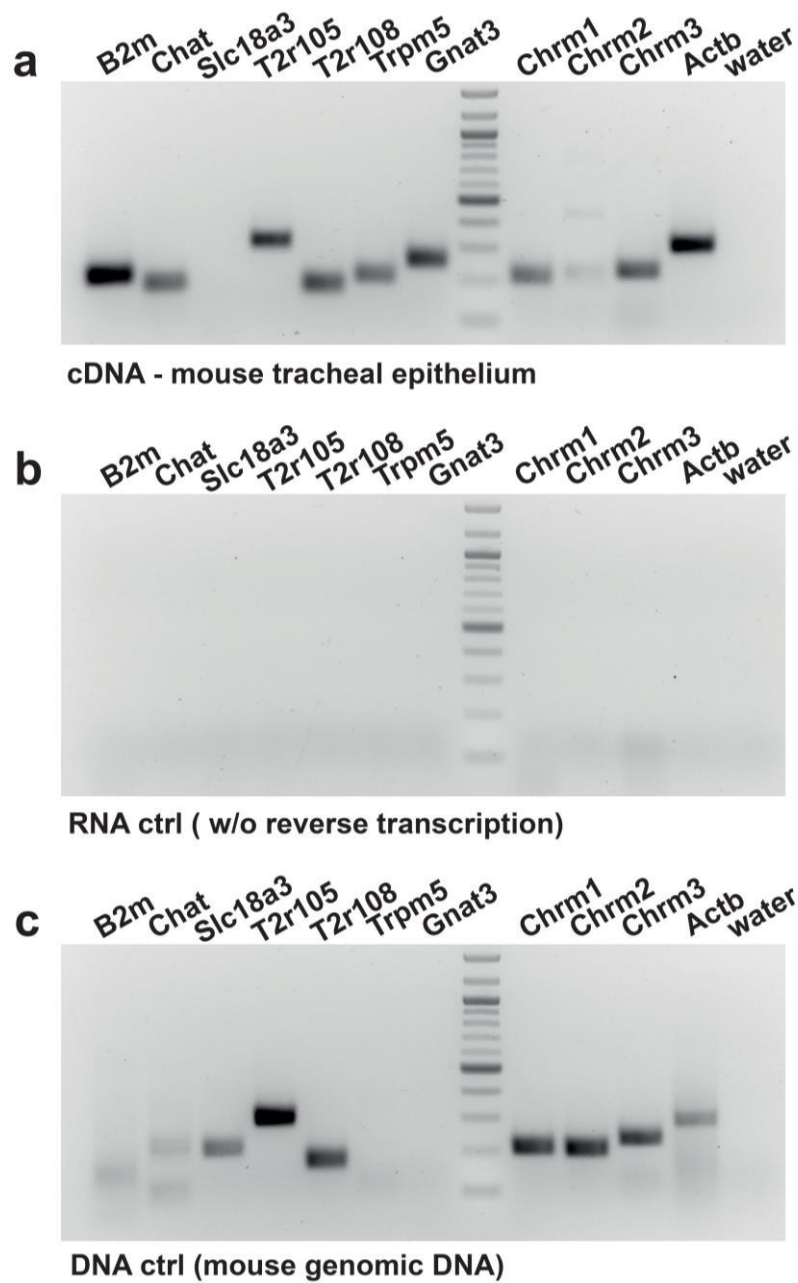 a B2m Chat Slc18a3 T2r105 T2r108 Trpm5 Gnat3 Chrm1 Chrm2 Chrm3 Actb water
cDNA - mouse tracheal epithelium
b B2m Chat Slc18a3 T2r105 T2r108 Trpm5 Gnat3 Chrm1 Chrm2 Chrm3 Actb water
RNA ctrl ( w/o reverse transcription)
c B2m Chat Slc18a3 T2r105 T2r108 Trpm5 Gnat3 Chrm1 Chrm2 Chrm3 Actb water
DNA ctrl (mouse genomic DNA)